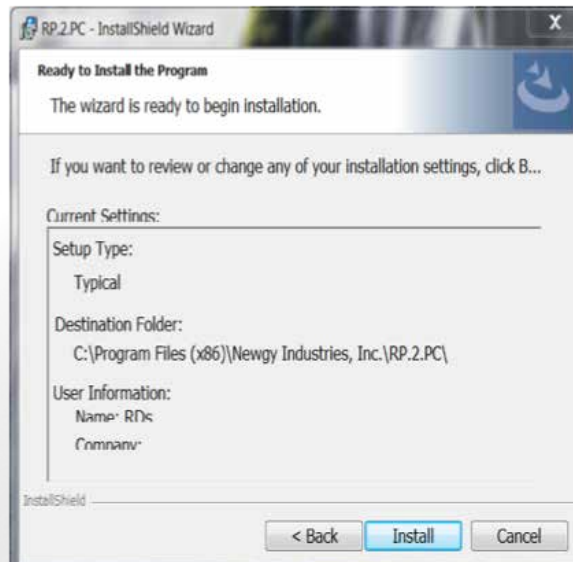 RP.2.PC - InstallShield Wizard
X
Ready to Install the Program
The wizard is ready to begin installation.
If you want to review or change any of your installation settings, click B...
Current Settings:
Setup Type:
Typical
Destination Folder:
C:\Program Files (x86)\Newgy Industries, Inc.\RP.2.PC\
User Information:
Name: RDs
Company:
InstallShield
< Back
Install
Cancel